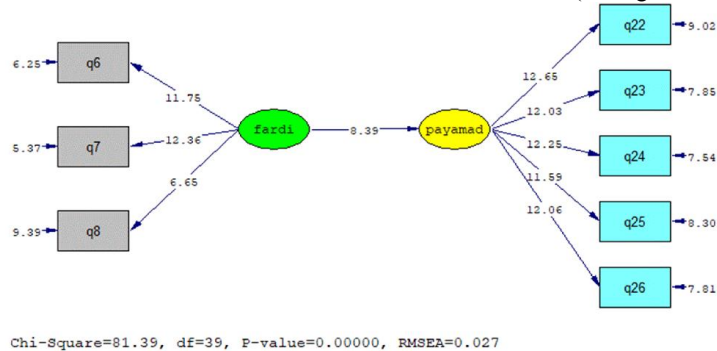 q22
9.02
6.25
q6
12.65
11.75
q23
7.85
12.03
5.37
q7
12.36
fardi
8.39
payamad
12.25
q24
7.54
6.65
11.59
12.06
q25
8.30
9.39
q8
q26
7.81
Chi-Square=81.39, df=39, P-value=0.00000, RMSEA=0.027